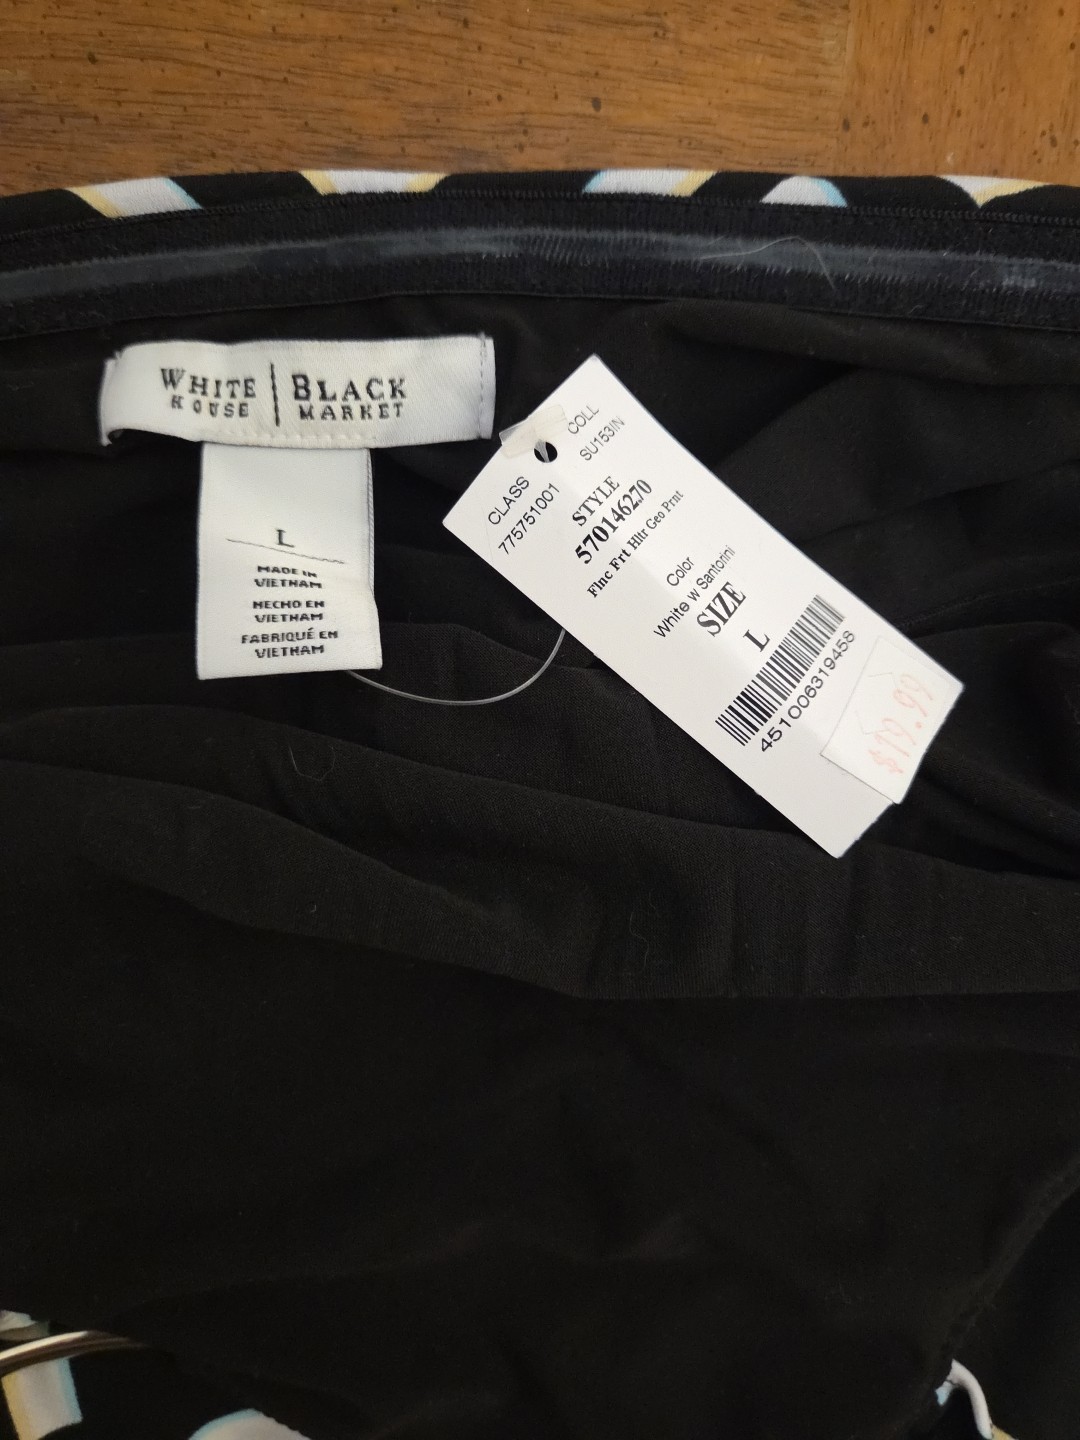 WHITE HOUSE | BLACK MARKET
L
MADE IN
VIETNAM
HECHO EN
VIETNAM
FABRIQUÉ EN
VIETNAM
CLASS
775751001
COLL
SU153IN
STYLE
570146270
Flnc Frt Hltr Geo Prnt
Color
White w Santorini
SIZE
L
451006319458
$19.99